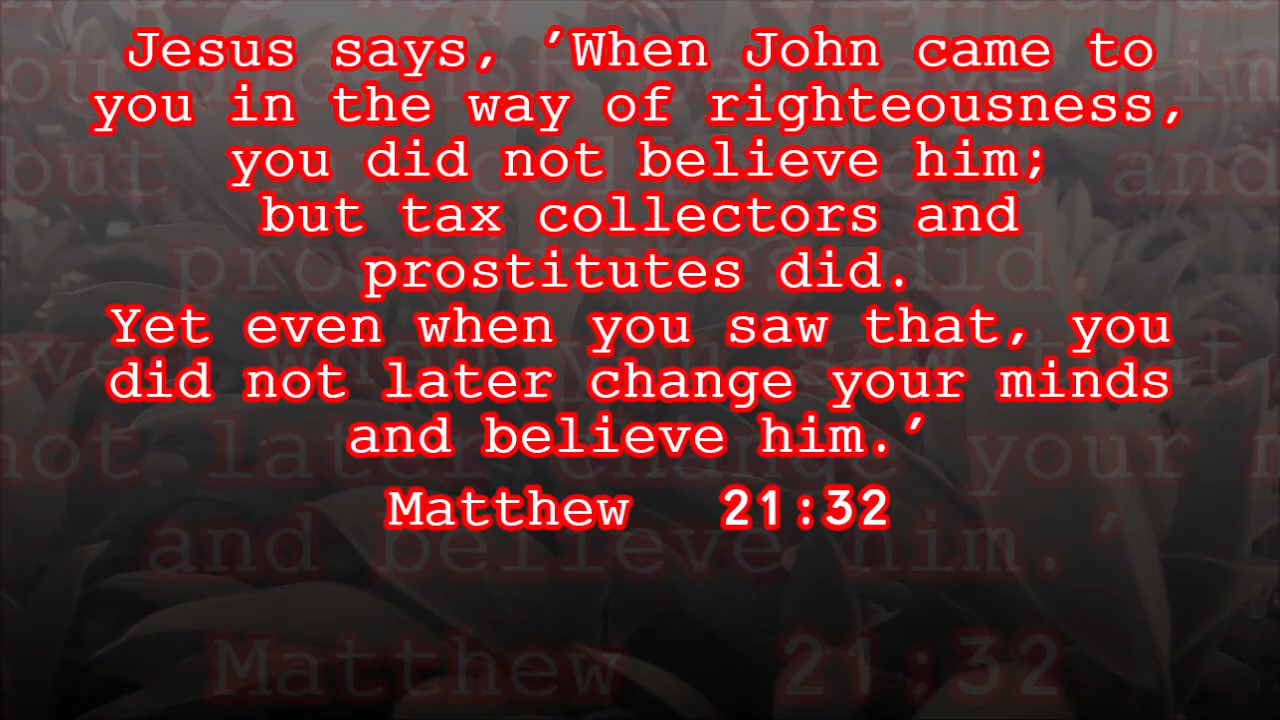 Jesus says, ′When John came to
you in the way of righteousness,
you did not believe him;
but tax collectors and
prostitutes did.
Yet even when you saw that, you
did not later change your minds
and believe him.′
Matthew 21:32